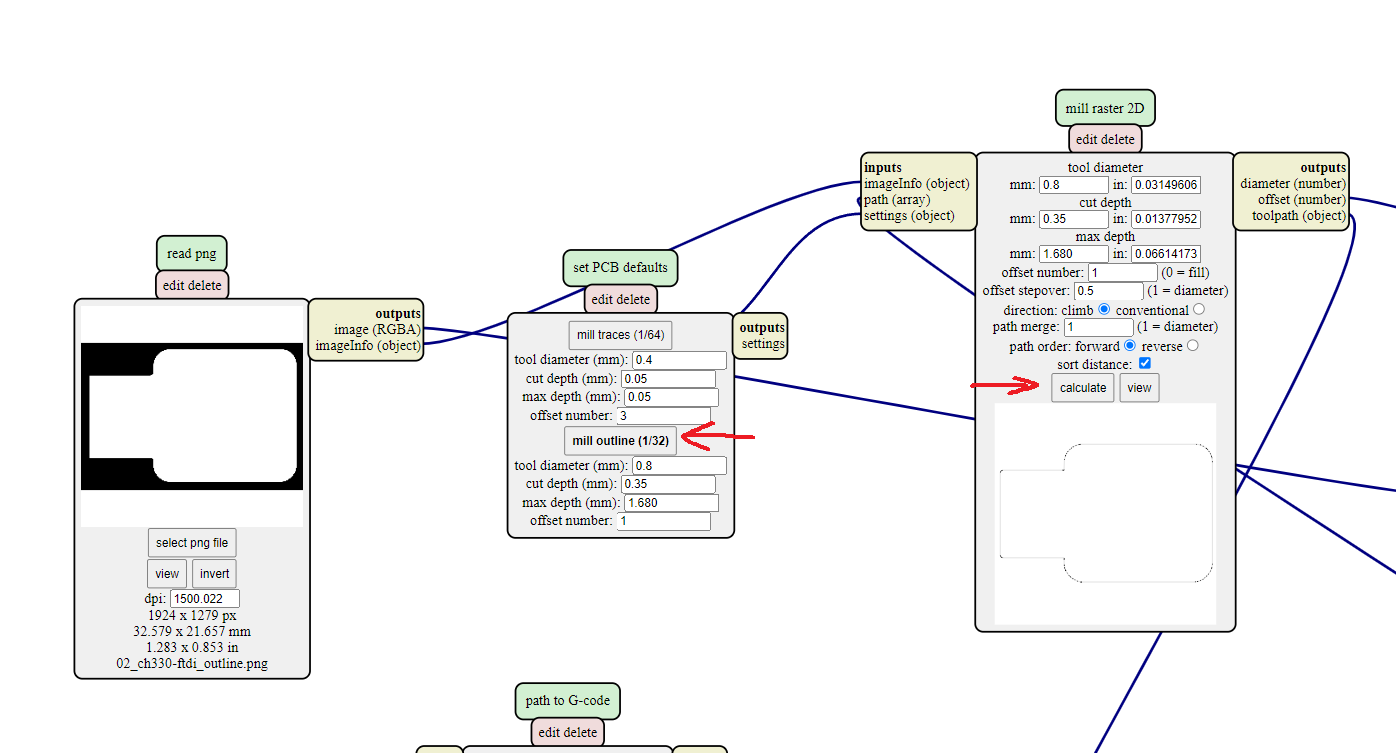 read png
edit delete
outputs
image (RGBA)
imageInfo (object)
select png file
view invert
dpi: 1500.022
1924 x 1279 px
32.579 x 21.657 mm
1.283 x 0.853 in
02_ch330-ftdi_outline.png
set PCB defaults
edit delete
mill traces (1/64)
tool diameter (mm): 0.4
cut depth (mm): 0.05
max depth (mm): 0.05
offset number: 3
mill outline (1/32)
tool diameter (mm): 0.8
cut depth (mm): 0.35
max depth (mm): 1.680
offset number: 1
outputs
settings
path to G-code
edit delete
inputs
imageInfo (object)
path (array)
settings (object)
mill raster 2D
edit delete
tool diameter
mm: 0.8 in: 0.03149606
cut depth
mm: 0.35 in: 0.01377952
max depth
mm: 1.680 in: 0.06614173
offset number: 1 (0 = fill)
offset stepover: 0.5 (1 = diameter)
direction: climb conventional
path merge: 1 (1 = diameter)
path order: forward reverse
sort distance:
calculate view
outputs
diameter (number)
offset (number)
toolpath (object)